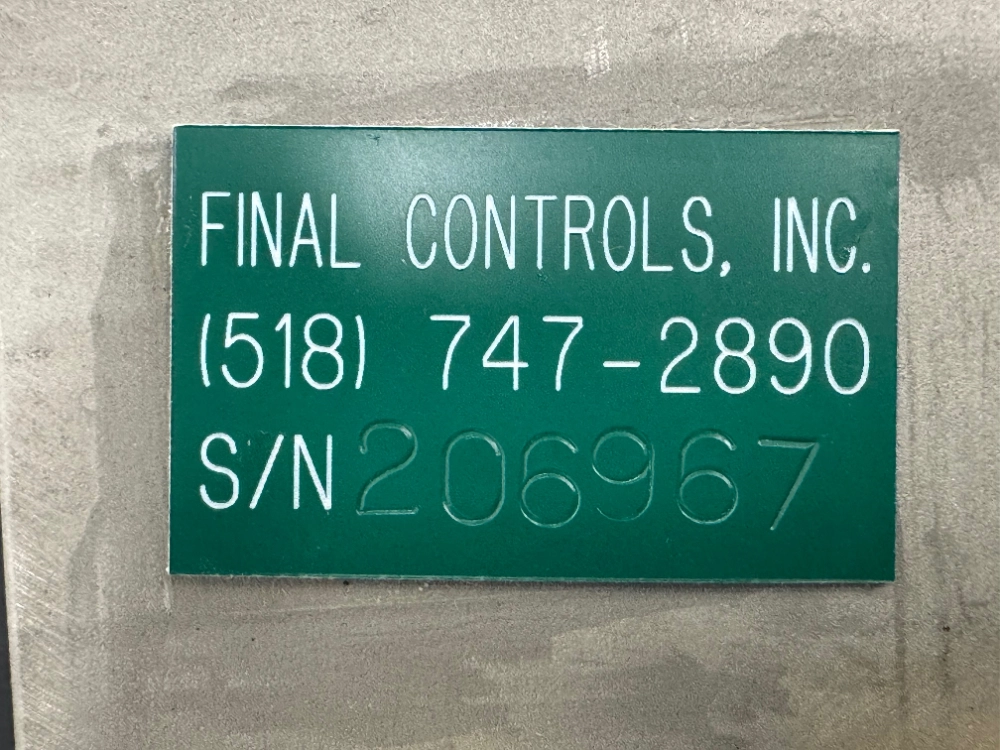 FINAL CONTROLS, INC.
(518) 747-2890
S/N 206967